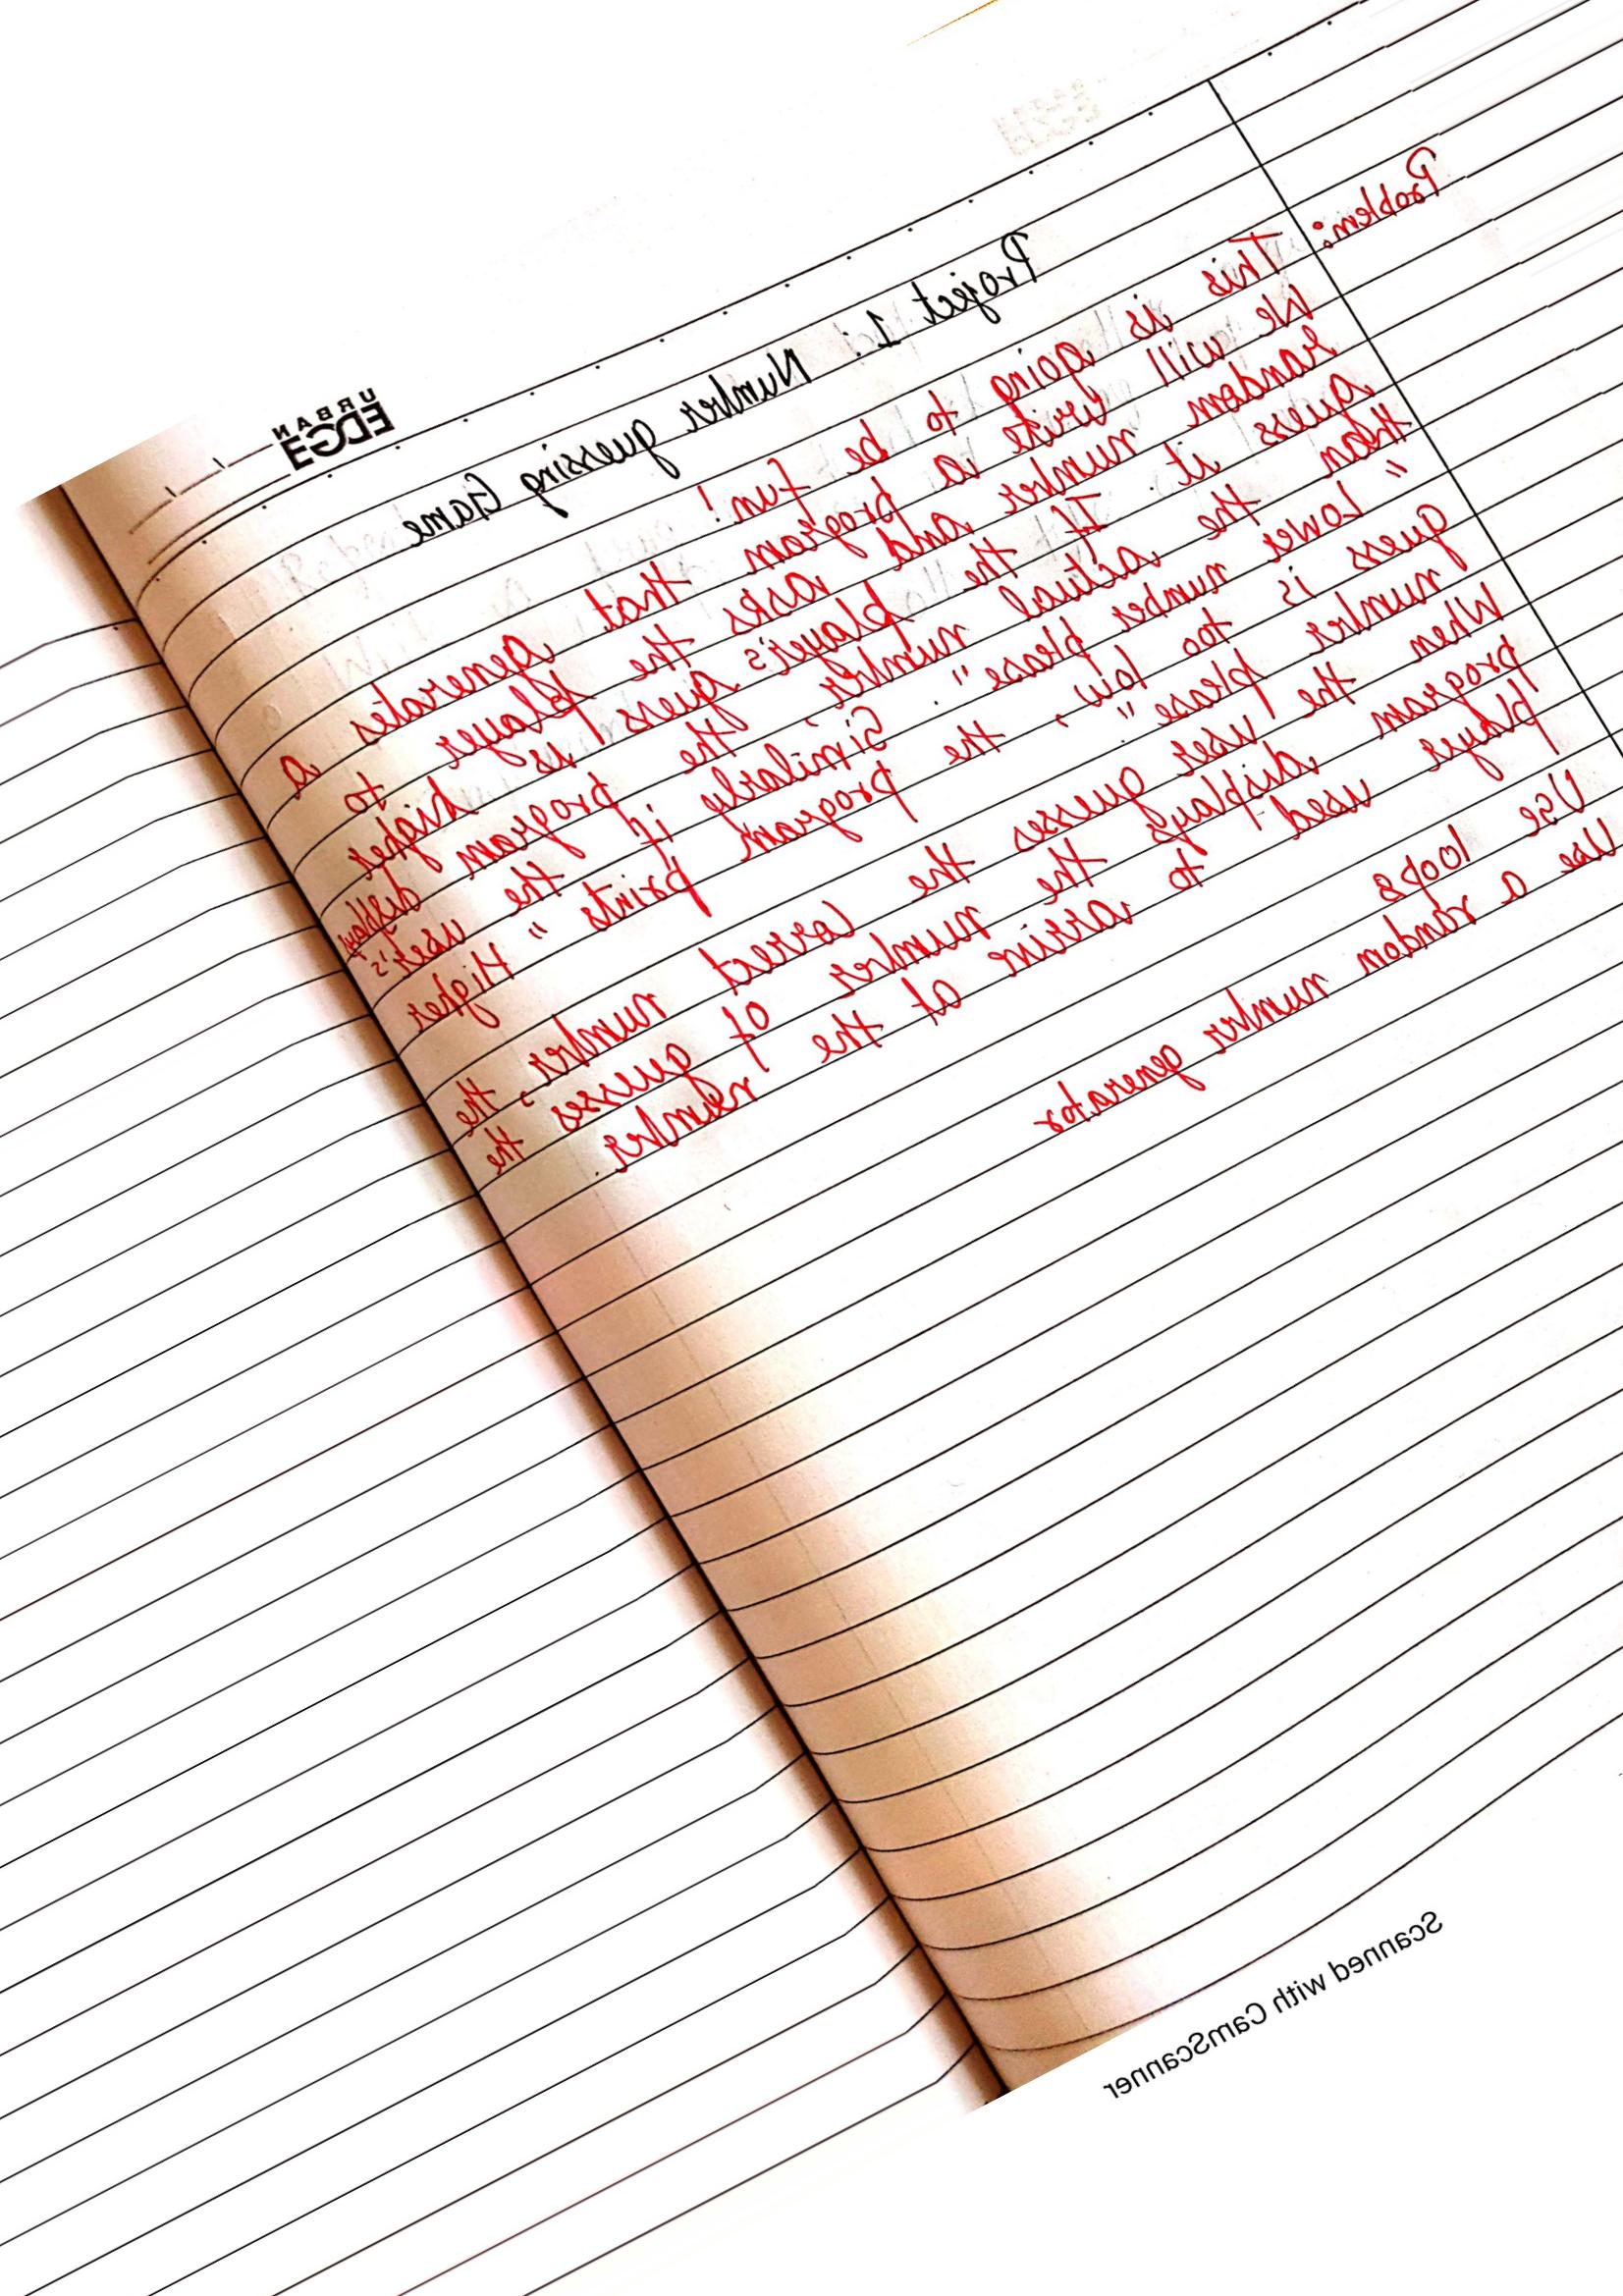 URBAN
EDGE
Project 1: Number guessing Game
Problem:
This is going to be fun!
We will write a program that generates a
random number and asks the player to
guess it. If the player's guess is higher
than the actual number, the program displays
"Lower number please". Similarly if the user's
guess is too low, the program prints "Higher
number please".
When the user guesses the correct number, the
program displays the number of guesses the
player used to arrive at the number.
Use loops
Use a random number generator
Scanned with CamScanner